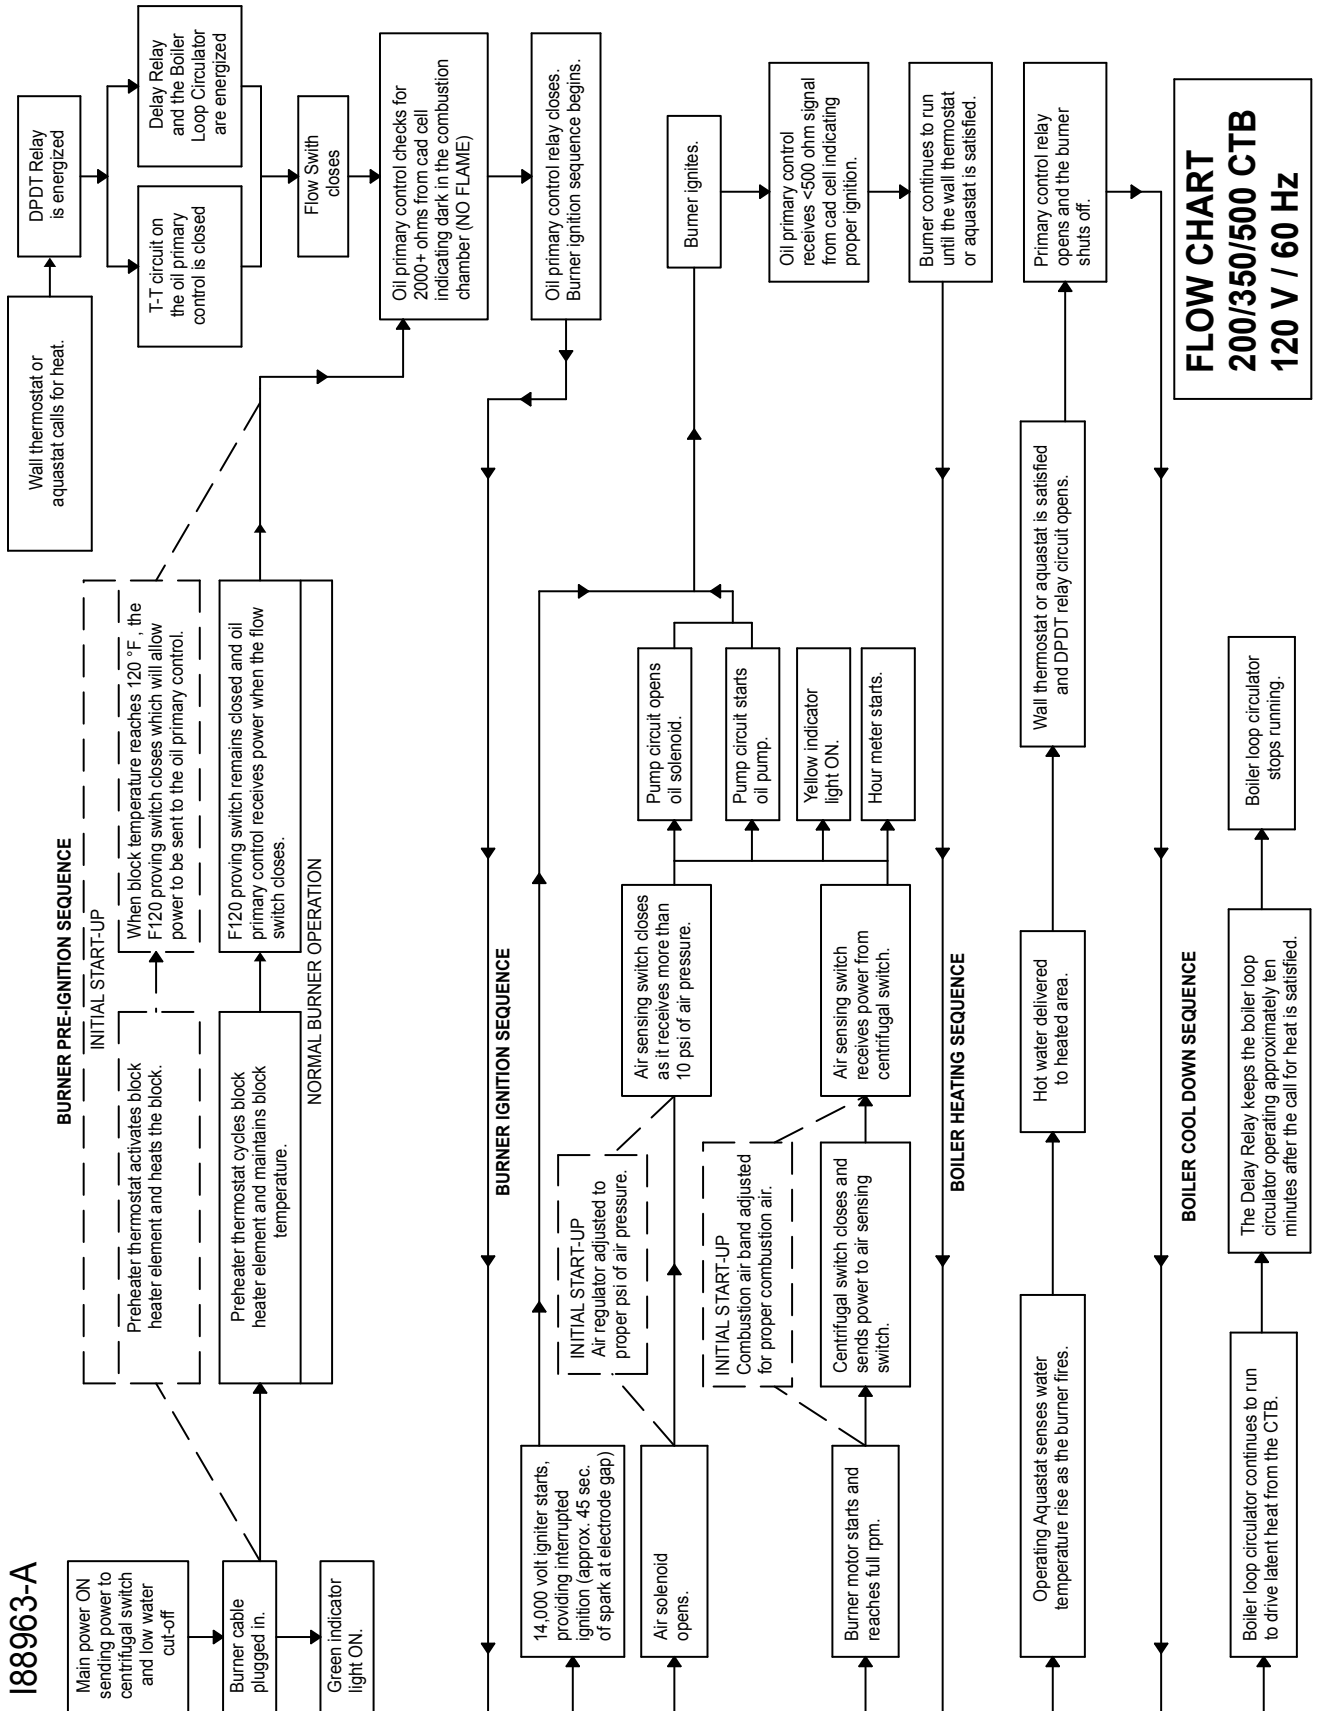 I88963-A
Main power ON
sending power to
centrifugal switch
and low water
cut-off
Burner cable
plugged in.
Green indicator
light ON.
BURNER PRE-IGNITION SEQUENCE
INITIAL START-UP
Preheater thermostat activates block
heater element and heats the block.
When block temperature reaches 120 °F , the
F120 proving switch closes which will allow
power to be sent to the oil primary control.
Preheater thermostat cycles block
heater element and maintains block
temperature.
F120 proving switch remains closed and oil
primary control receives power when the flow
switch closes.
NORMAL BURNER OPERATION
Wall thermostat or
aquastat calls for heat.
DPDT Relay
is energized
T-T circuit on
the oil primary
control is closed
Delay Relay
and the Boiler
Loop Circulator
are energized
Flow Swith
closes
Oil primary control checks for
2000+ ohms from cad cell
indicating dark in the combustion
chamber (NO FLAME)
Oil primary control relay closes.
Burner ignition sequence begins.
BURNER IGNITION SEQUENCE
14,000 volt igniter starts,
providing interrupted
ignition (approx. 45 sec.
of spark at electrode gap)
Air solenoid
opens.
INITIAL START-UP
Air regulator adjusted to
proper psi of air pressure.
Air sensing switch closes
as it receives more than
10 psi of air pressure.
Burner motor starts and
reaches full rpm.
INITIAL START-UP
Combustion air band adjusted
for proper combustion air.
Centrifugal switch closes and
sends power to air sensing
switch.
Air sensing switch
receives power from
centrifugal switch.
Pump circuit opens
oil solenoid.
Pump circuit starts
oil pump.
Yellow indicator
light ON.
Hour meter starts.
Burner ignites.
Oil primary control
receives <500 ohm signal
from cad cell indicating
proper ignition.
Burner continues to run
until the wall thermostat
or aquastat is satisfied.
BOILER HEATING SEQUENCE
Operating Aquastat senses water
temperature rise as the burner fires.
Hot water delivered
to heated area.
Wall thermostat or aquastat is satisfied
and DPDT relay circuit opens.
Primary control relay
opens and the burner
shuts off.
BOILER COOL DOWN SEQUENCE
Boiler loop circulator continues to run
to drive latent heat from the CTB.
The Delay Relay keeps the boiler loop
circulator operating approximately ten
minutes after the call for heat is satisfied.
Boiler loop circulator
stops running.
FLOW CHART
200/350/500 CTB
120 V / 60 Hz